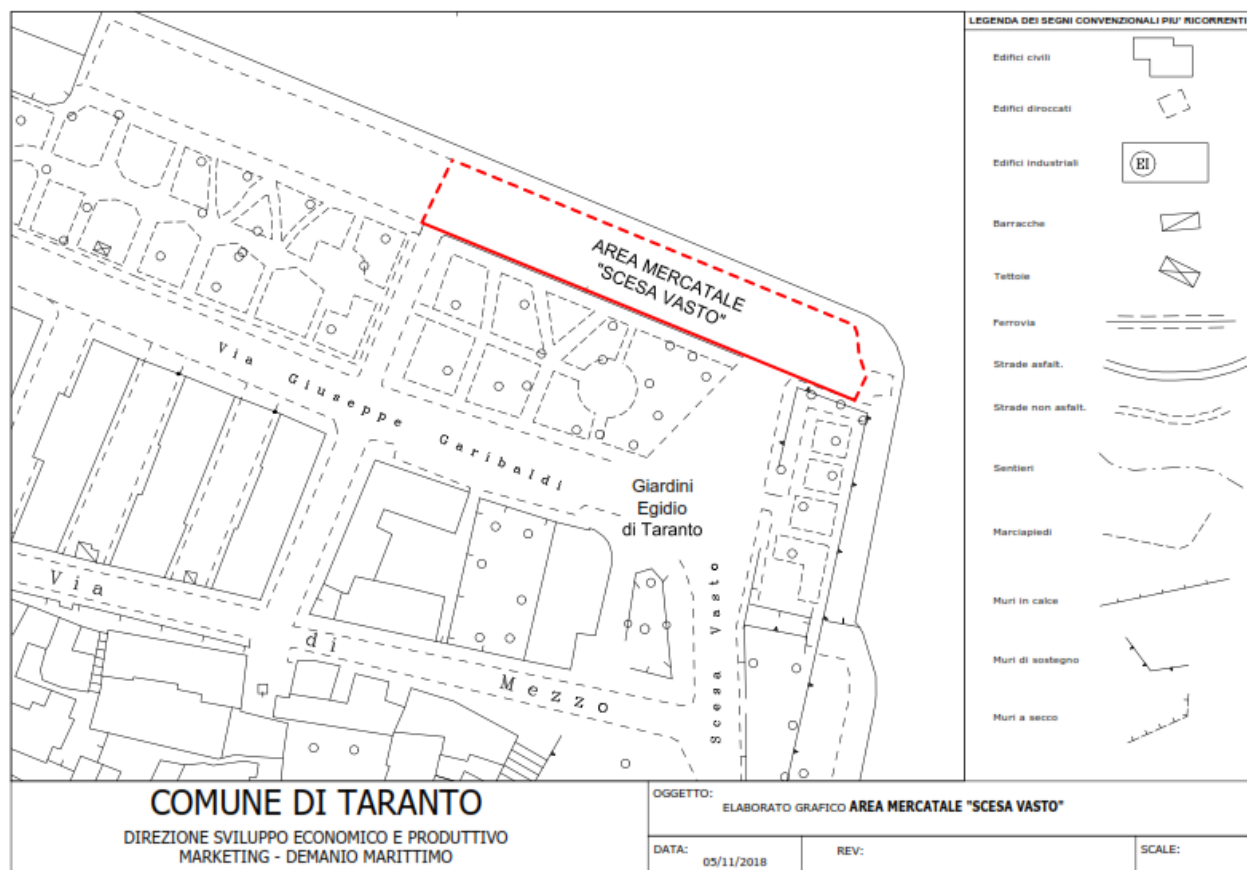 AREA MERCATALE
"SCESA VASTO"
Via Giuseppe Garibaldi
Giardini
Egidio
di Taranto
Via di Mezzo
Scesa Vasto
LEGENDA DEI SEGNI CONVENZIONALI PIU' RICORRENTI
Edifici civili
Edifici diroccati
Edifici industriali
EI
Barracche
Tettoie
Ferrovia
Strade asfalt.
Strade non asfalt.
Sentieri
Marciapiedi
Muri in calce
Muri di sostegno
Muri a secco
COMUNE DI TARANTO
DIREZIONE SVILUPPO ECONOMICO E PRODUTTIVO
MARKETING - DEMANIO MARITTIMO
OGGETTO:
ELABORATO GRAFICO AREA MERCATALE "SCESA VASTO"
DATA:
05/11/2018
REV:
SCALE: